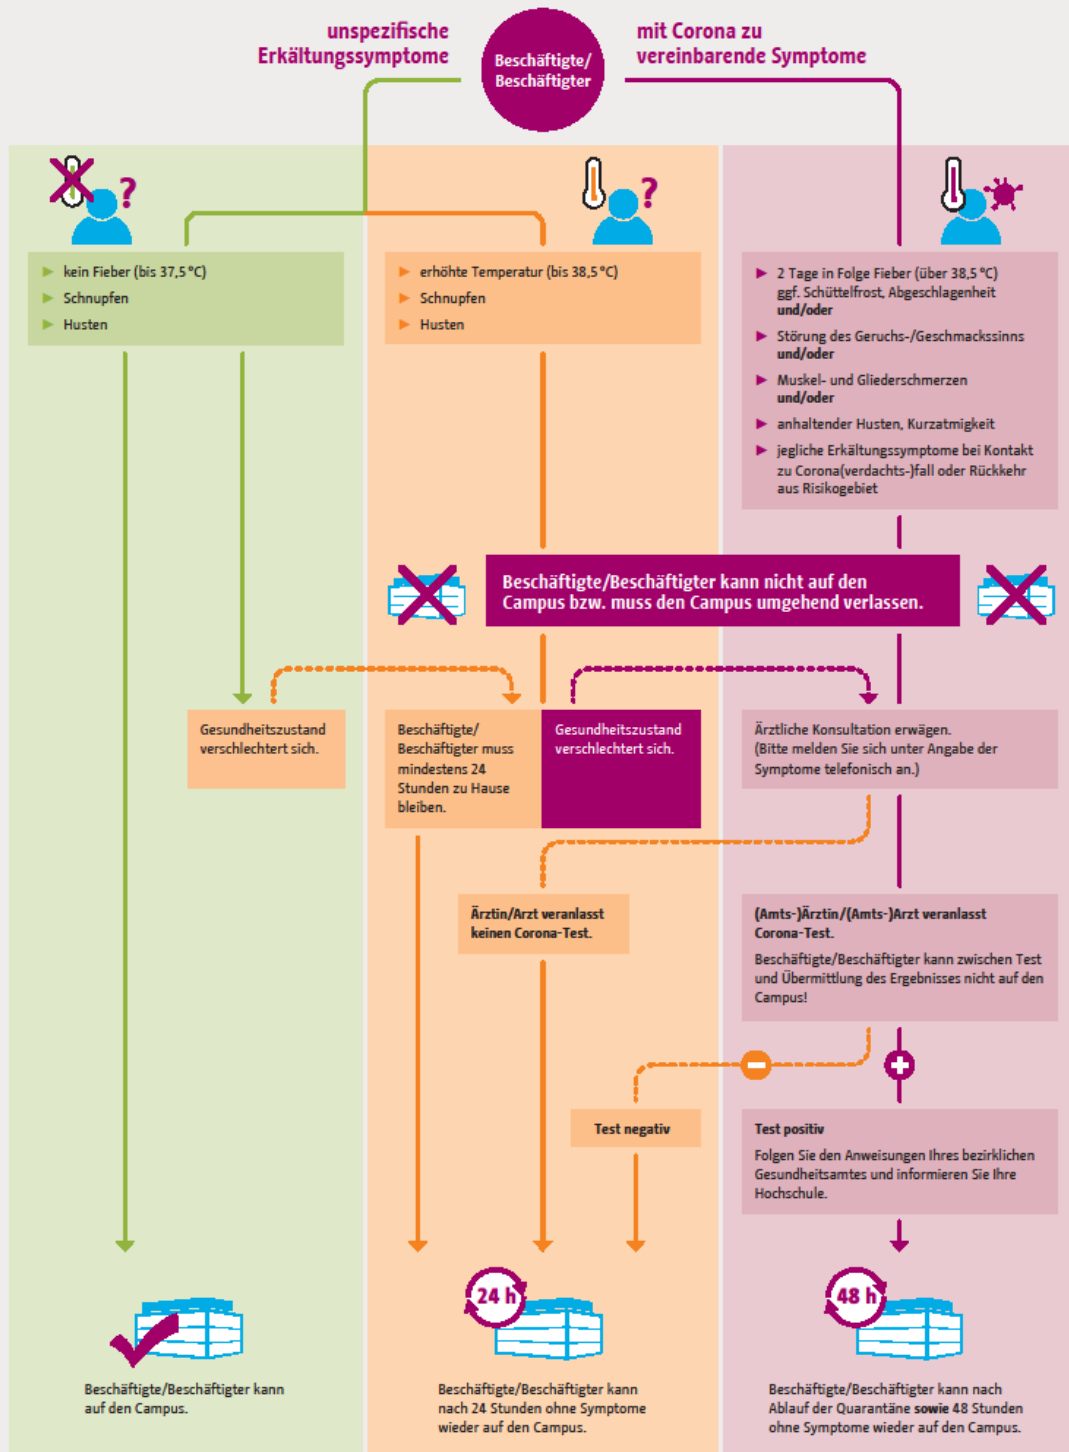 unspezifische
Erkältungssymptome
Beschäftigte/
Beschäftigter
mit Corona zu
vereinbarende Symptome
?
?
► kein Fieber (bis 37,5 °C)
► Schnupfen
► Husten
► erhöhte Temperatur (bis 38,5 °C)
► Schnupfen
► Husten
► 2 Tage in Folge Fieber (über 38,5 °C)
ggf. Schüttelfrost, Abgeschlagenheit
und/oder
► Störung des Geruchs-/Geschmackssinns
und/oder
► Muskel- und Gliederschmerzen
und/oder
► anhaltender Husten, Kurzatmigkeit
► jegliche Erkältungssymptome bei Kontakt
zu Corona(verdachts-)fall oder Rückkehr
aus Risikogebiet
Beschäftigte/Beschäftigter kann nicht auf den
Campus bzw. muss den Campus umgehend verlassen.
Gesundheitszustand
verschlechtert sich.
Beschäftigte/
Beschäftigter muss
mindestens 24
Stunden zu Hause
bleiben.
Gesundheitszustand
verschlechtert sich.
Ärztliche Konsultation erwägen.
(Bitte melden Sie sich unter Angabe der
Symptome telefonisch an.)
Ärztin/Arzt veranlasst
keinen Corona-Test.
(Amts-)Ärztin/(Amts-)Arzt veranlasst
Corona-Test.
Beschäftigte/Beschäftigter kann zwischen Test
und Übermittlung des Ergebnisses nicht auf den
Campus!
Test negativ
Test positiv
Folgen Sie den Anweisungen Ihres bezirklichen
Gesundheitsamtes und informieren Sie Ihre
Hochschule.
24 h
48 h
Beschäftigte/Beschäftigter kann
auf den Campus.
Beschäftigte/Beschäftigter kann
nach 24 Stunden ohne Symptome
wieder auf den Campus.
Beschäftigte/Beschäftigter kann nach
Ablauf der Quarantäne sowie 48 Stunden
ohne Symptome wieder auf den Campus.